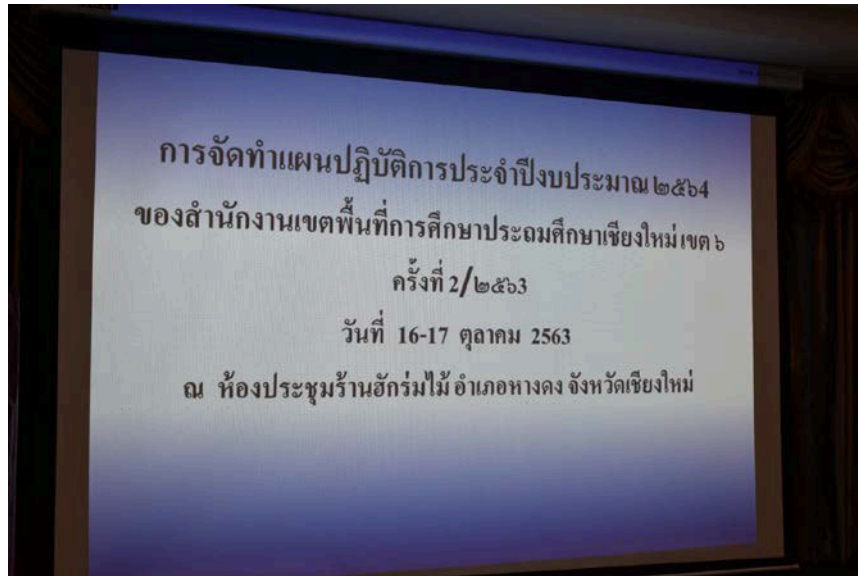 การจัดทำแผนปฏิบัติการประจำปีงบประมาณ ๒๕๖๔
ของสำนักงานเขตพื้นที่การศึกษาประถมศึกษาเชียงใหม่ เขต ๖
ครั้งที่ 2/๒๕๖๓
วันที่ 16-17 ตุลาคม 2563
ณ ห้องประชุมร้านฮักร่มไม้ อำเภอหางดง จังหวัดเชียงใหม่